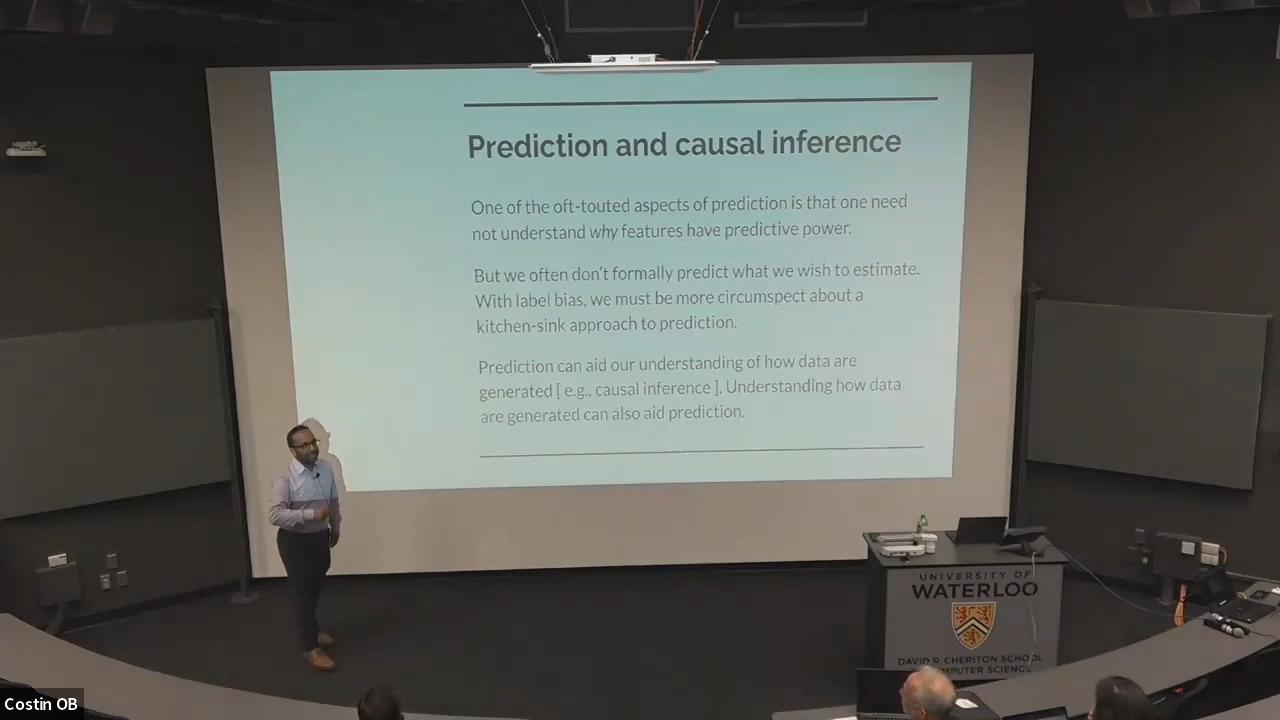 Prediction and causal inference
One of the oft-touted aspects of prediction is that one need
not understand why features have predictive power.
But we often don't formally predict what we wish to estimate.
With label bias, we must be more circumspect about a
kitchen-sink approach to prediction.
Prediction can aid our understanding of how data are
generated [ e.g., causal inference ]. Understanding how data
are generated can also aid prediction.
UNIVERSITY OF
WATERLOO
DAVID R. CHERITON SCHOOL
COMPUTER SCIENCE
Costin OB